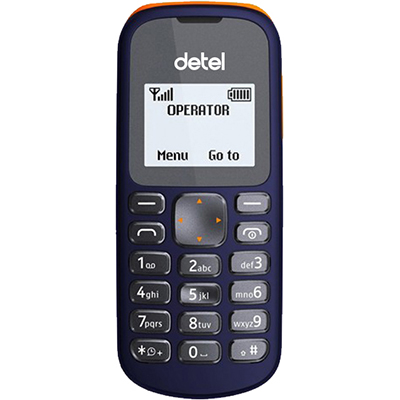 detel
OPERATOR
Menu Go to
1 2abc def3
4ghi 5jkl mno6
7pqrs 8tuv wxyz9
*+ 0 #